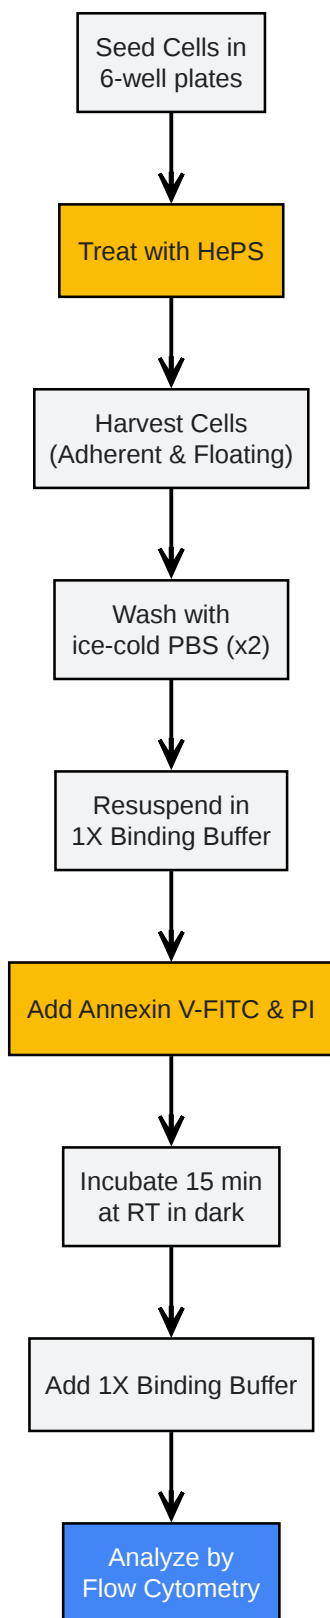 Seed Cells in
6-well plates
Treat with HePS
Harvest Cells
(Adherent & Floating)
Wash with
ice-cold PBS (x2)
Resuspend in
1X Binding Buffer
Add Annexin V-FITC & PI
Incubate 15 min
at RT in dark
Add 1X Binding Buffer
Analyze by
Flow Cytometry